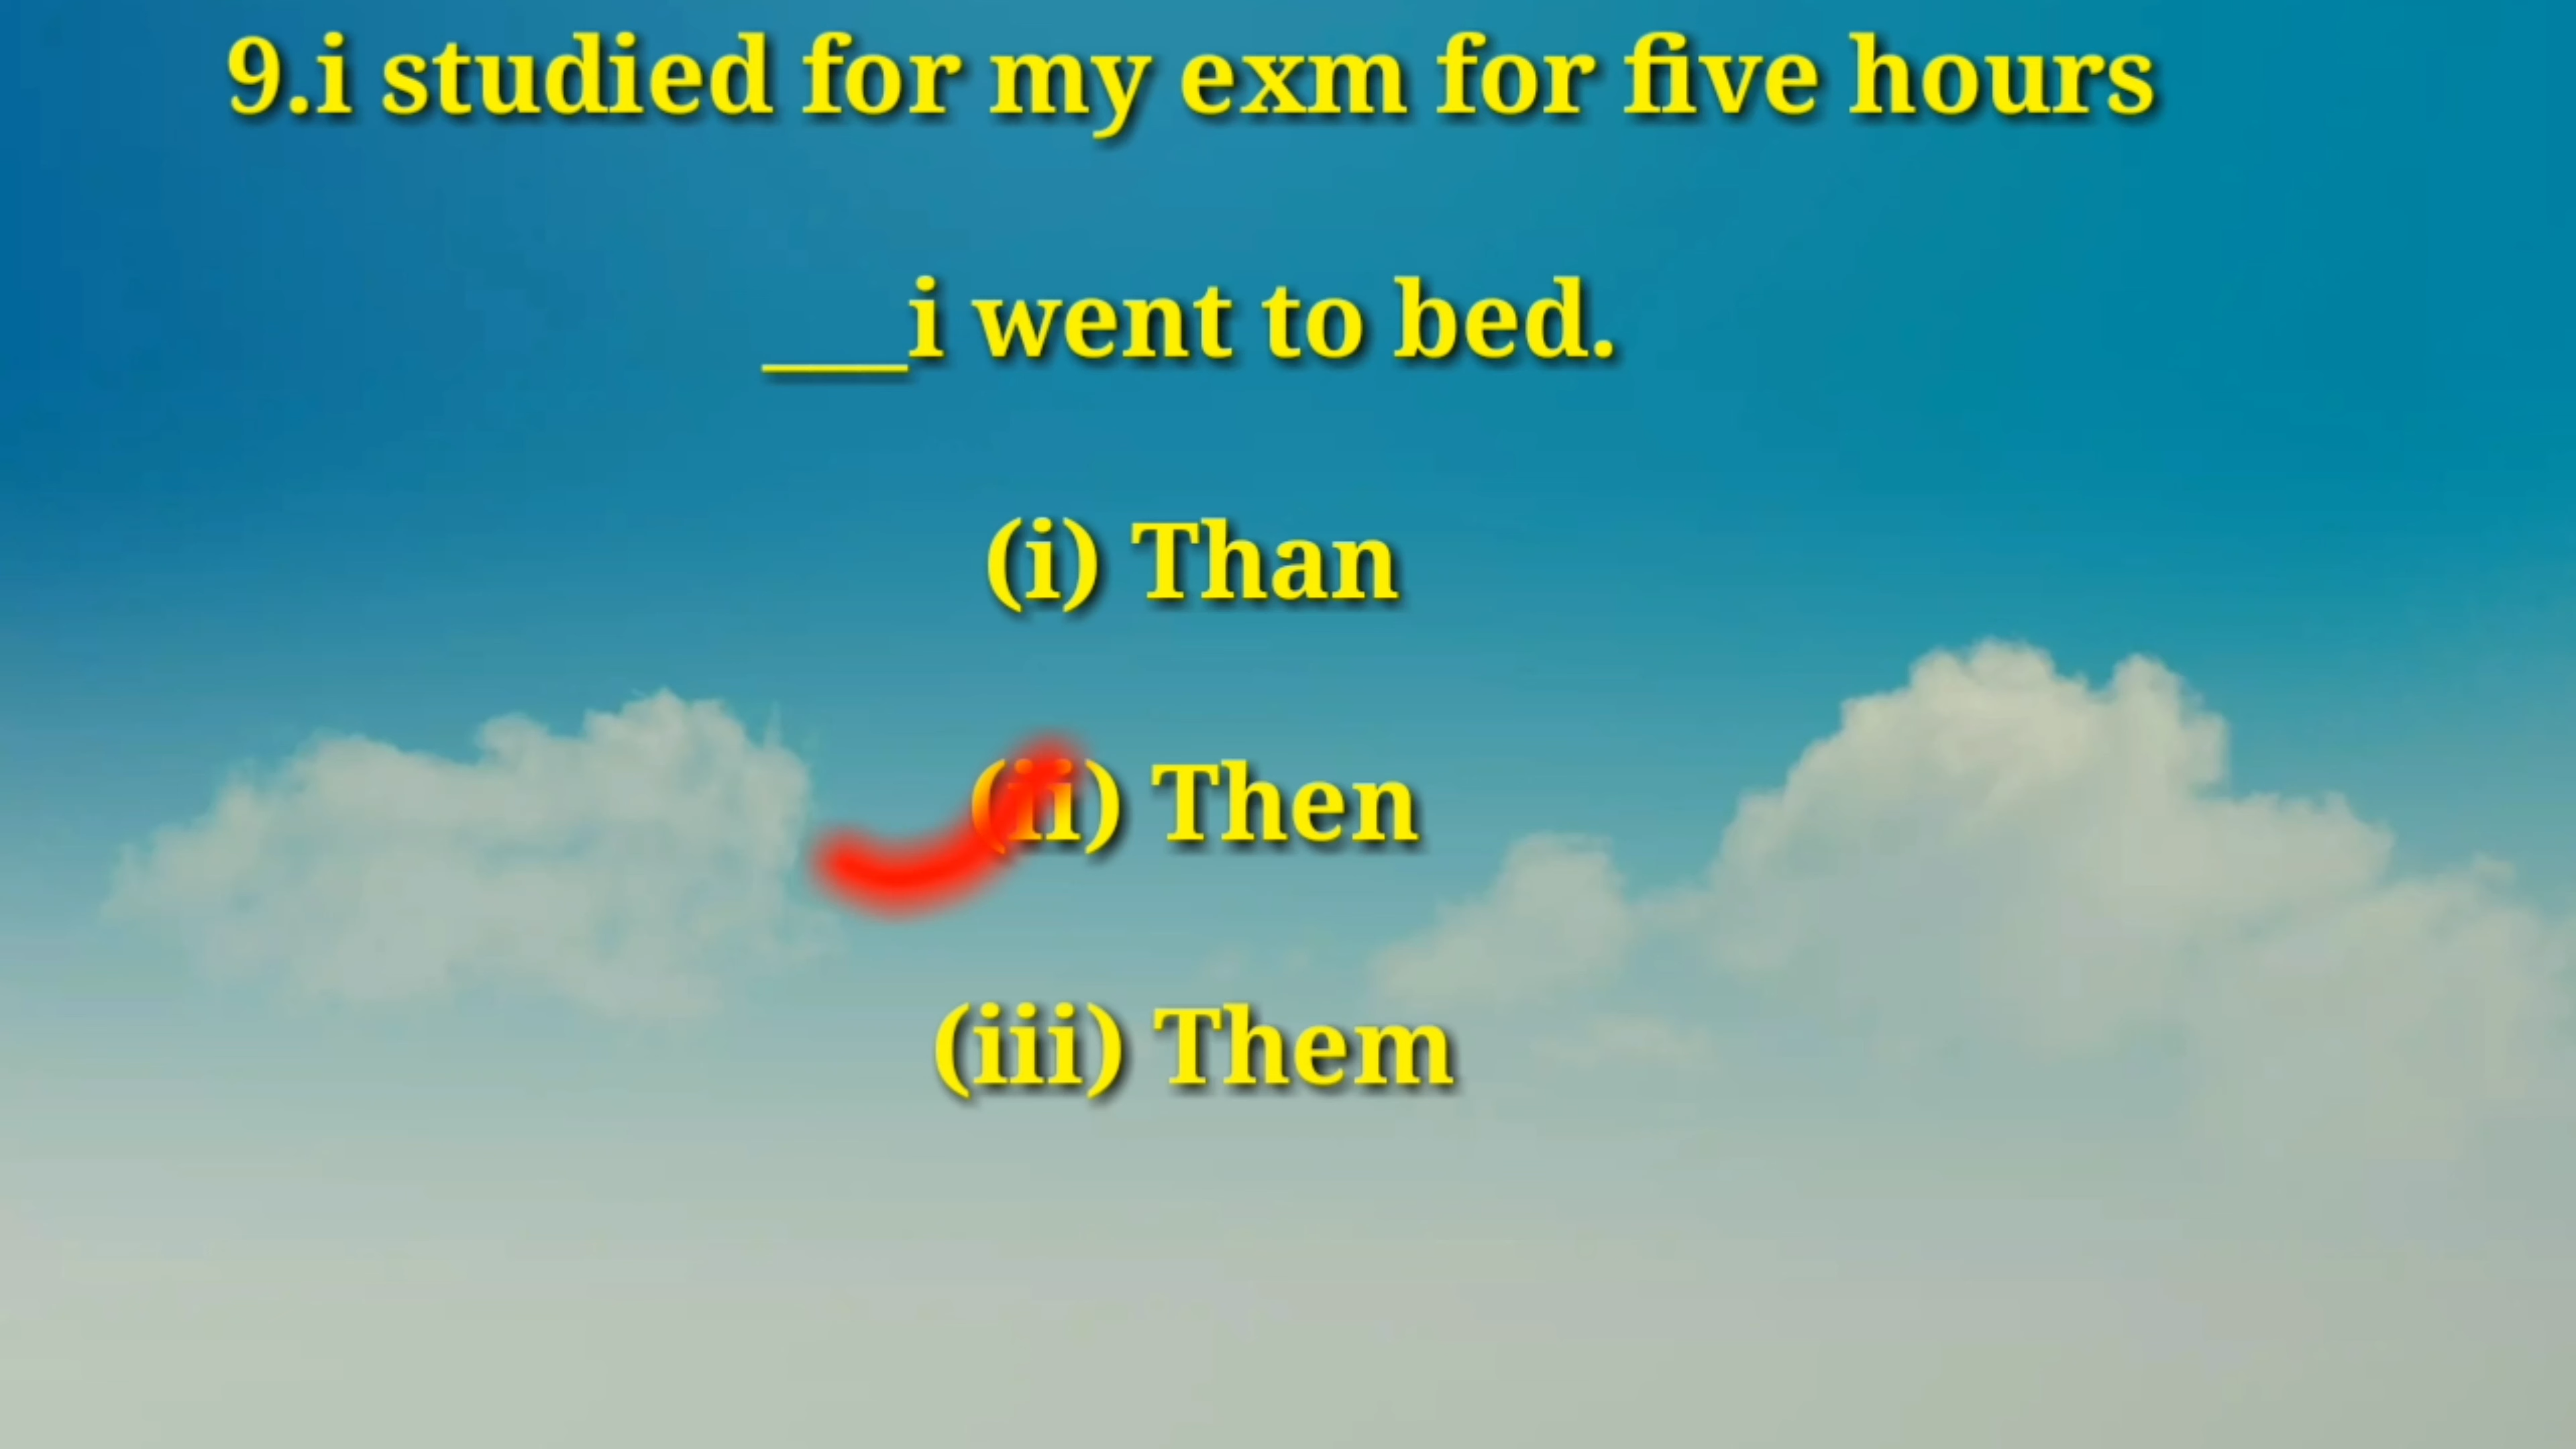 9.i studied for my exm for five hours
___i went to bed.
(i) Than
(ii) Then
(iii) Them